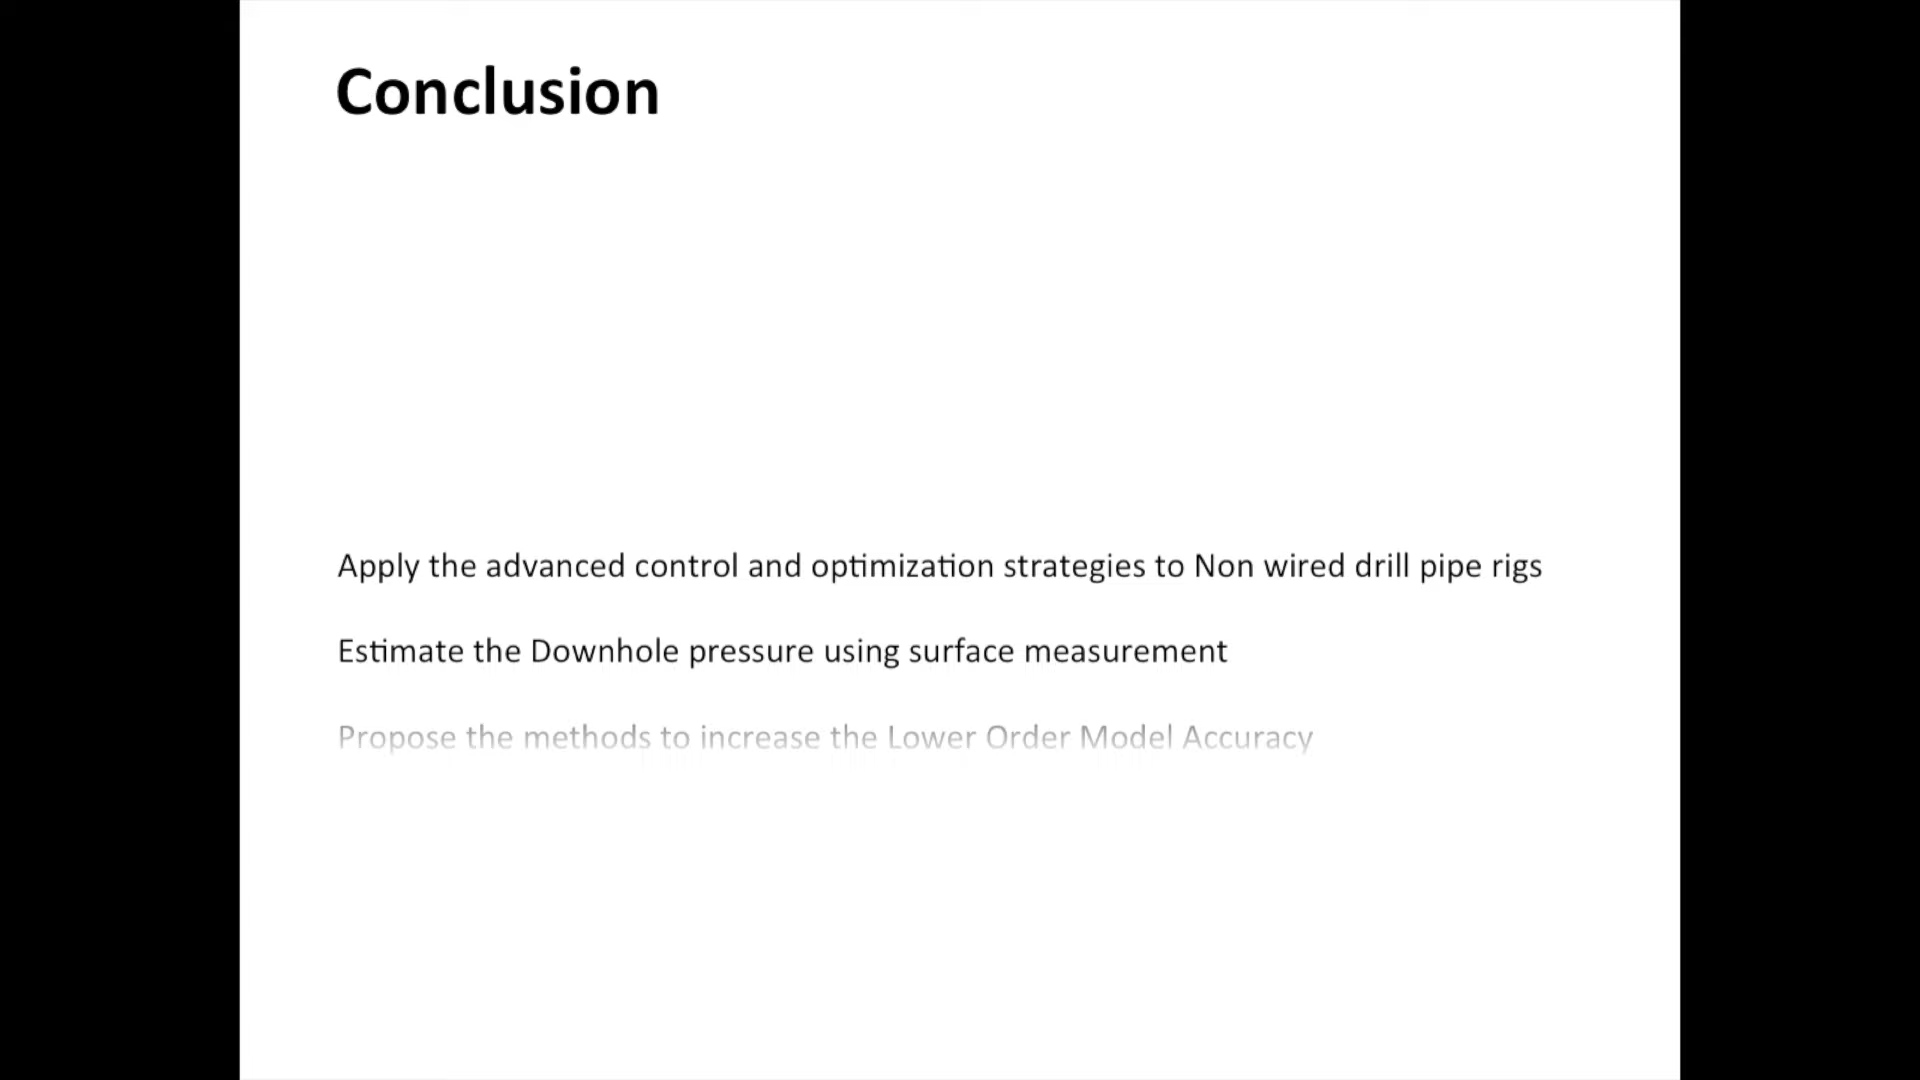 Conclusion
Apply the advanced control and optimization strategies to Non wired drill pipe rigs
Estimate the Downhole pressure using surface measurement
Propose the methods to increase the Lower Order Model Accuracy